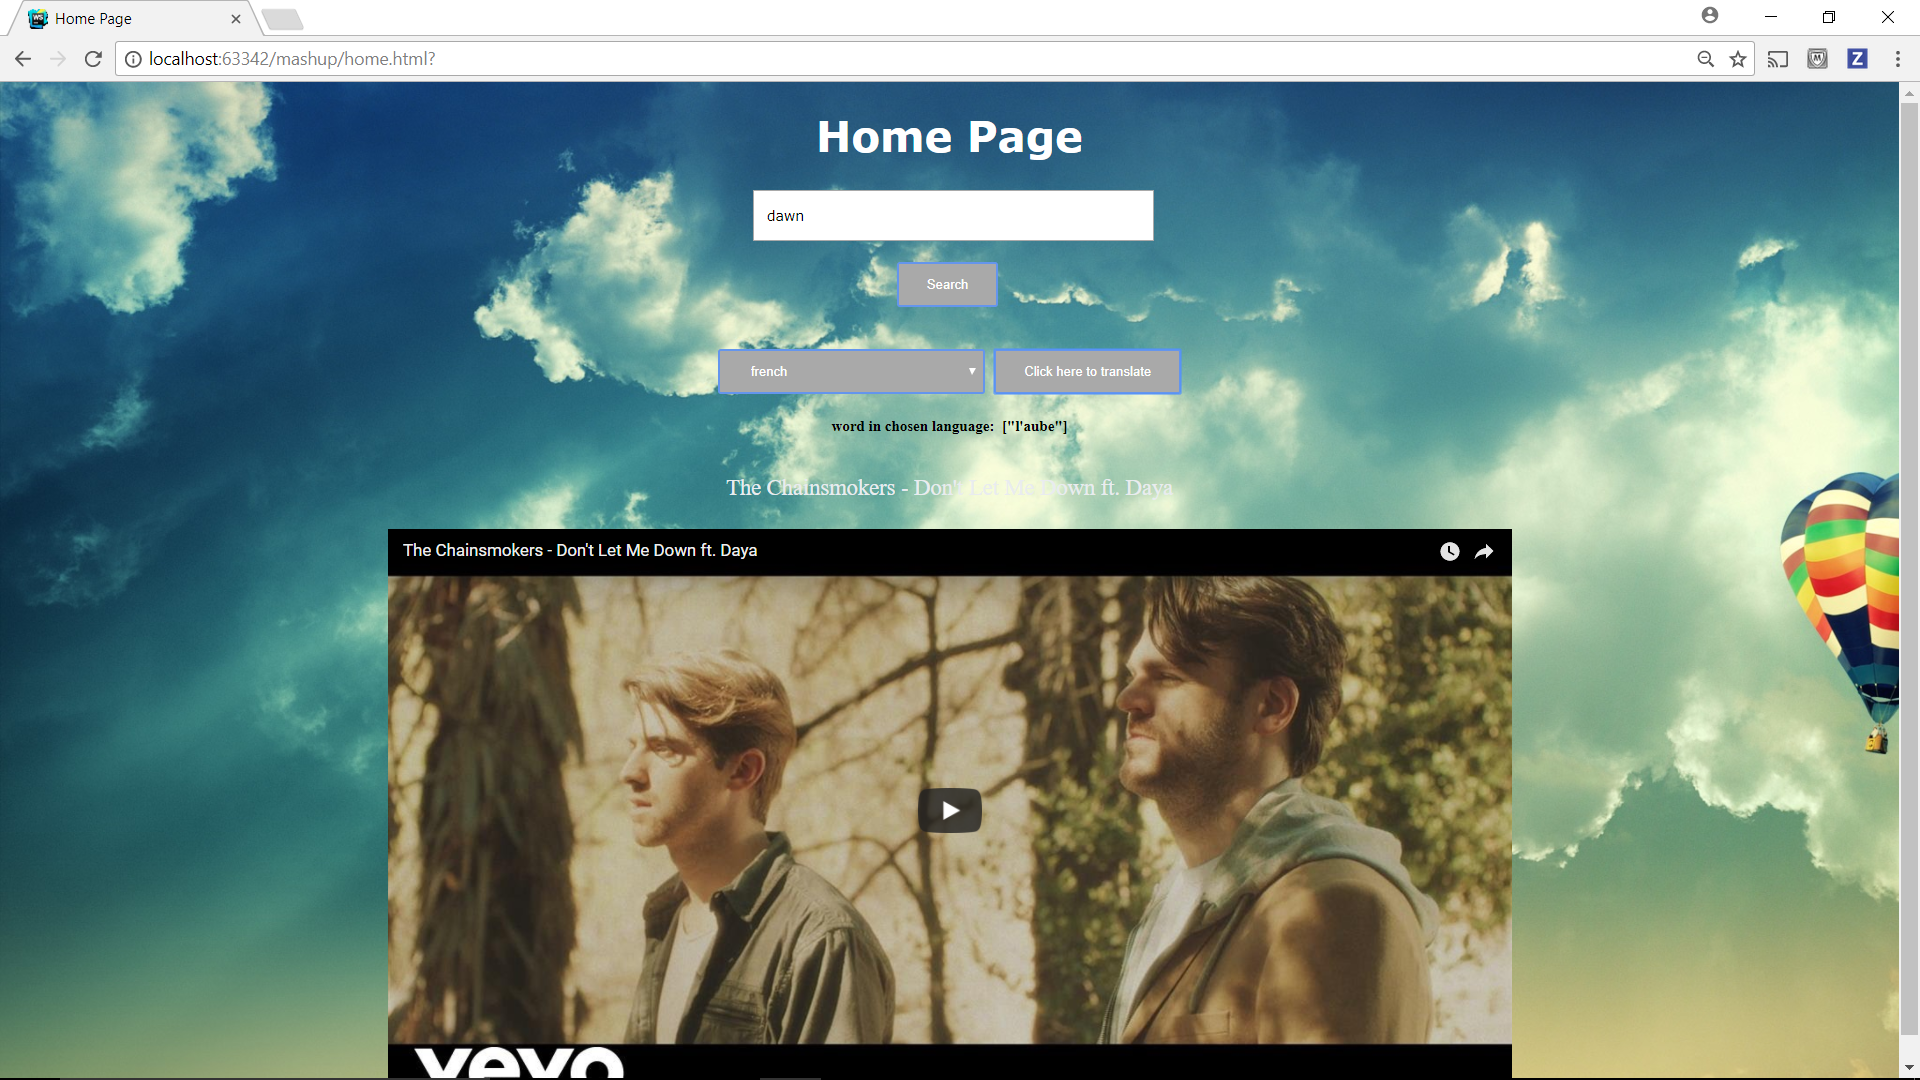 Home Page
localhost:63342/mashup/home.html?
Home Page
dawn
Search
french
Click here to translate
word in chosen language: ["l'aube"]
The Chainsmokers - Don't Let Me Down ft. Daya
The Chainsmokers - Don't Let Me Down ft. Daya
vevo